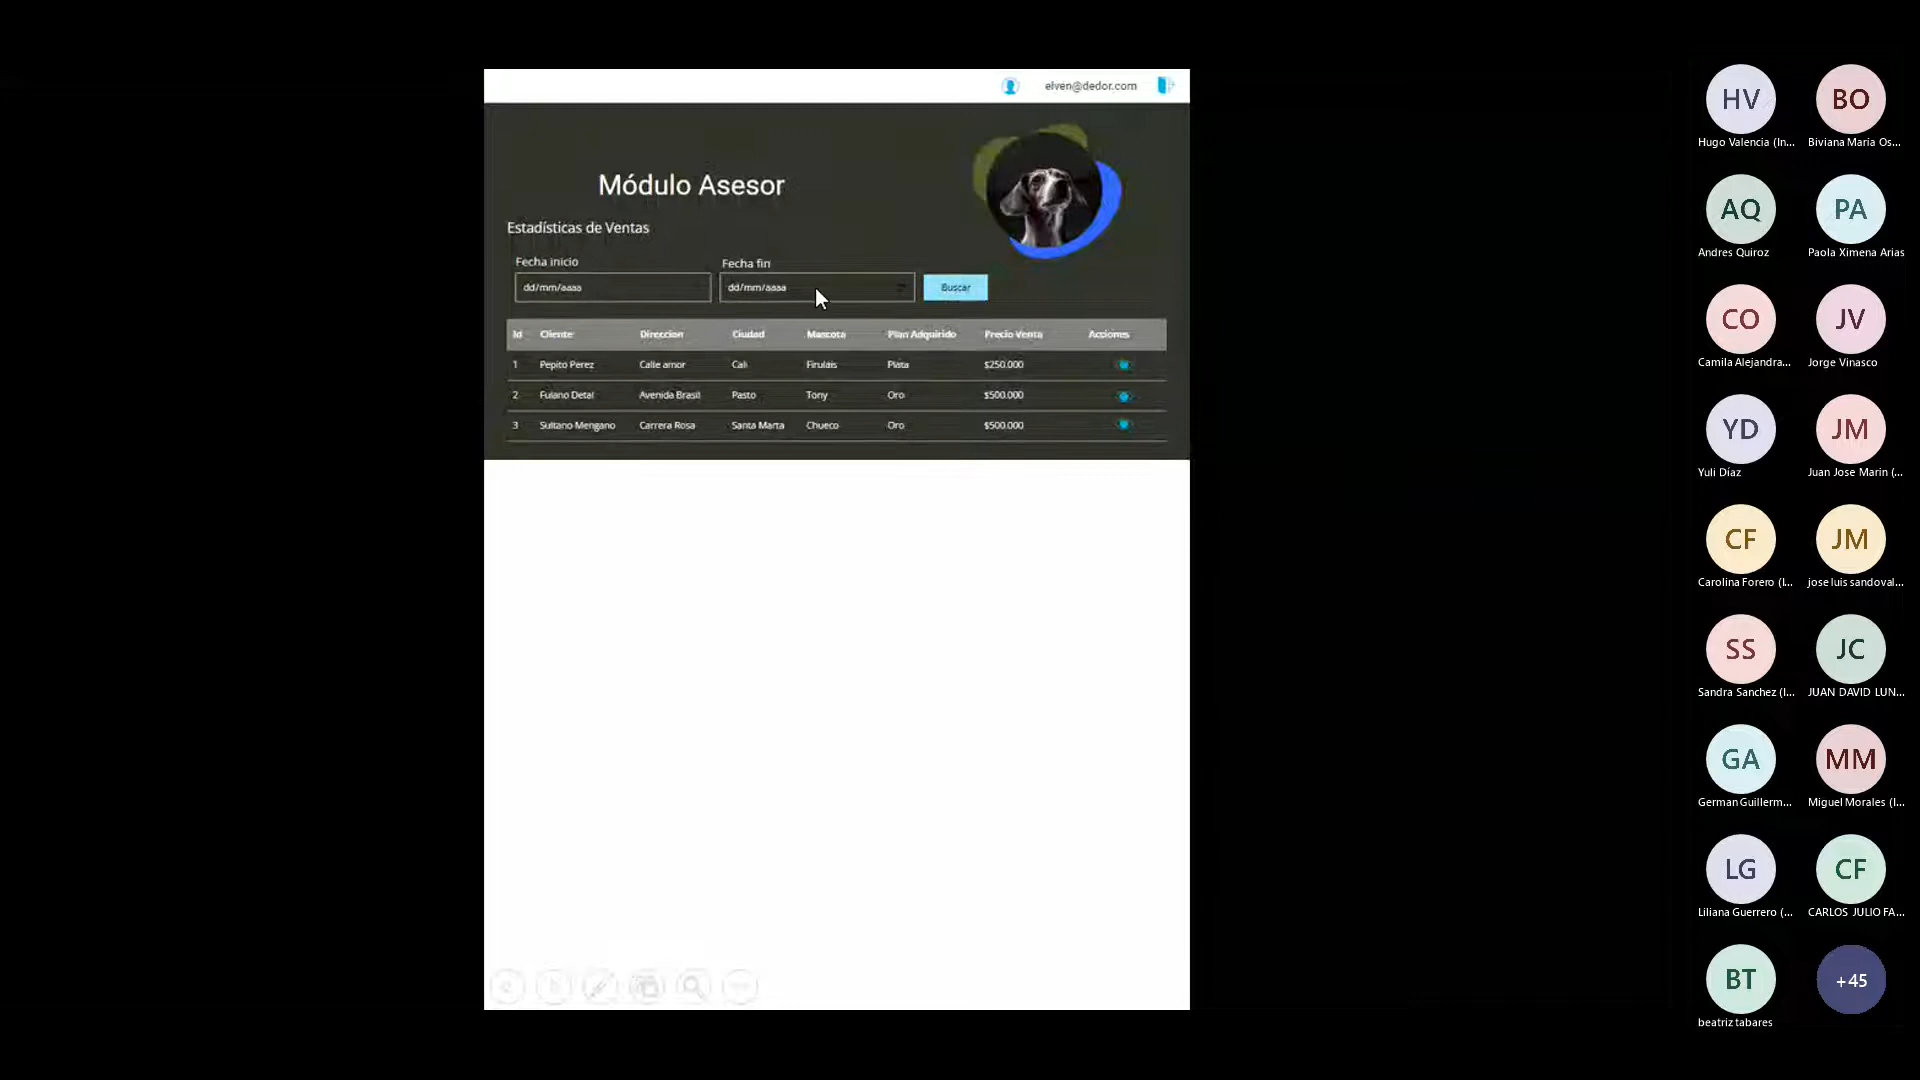 elven@dedor.com
Módulo Asesor
Estadísticas de Ventas
Fecha inicio
Fecha fin
dd/mm/aaaa
dd/mm/aaaa
Buscar
Id Cliente Direccion Ciudad Mascota Plan Adquirido Precio Venta Acciones
1 Pepito Perez Calle amor Cali Firulais Plata $250.000
2 Fulano Detal Avenida Brasil Pasto Tony Oro $500.000
3 Sultano Mengano Carrera Rosa Santa Marta Chueco Oro $500.000
HV BO
Hugo Valencia (In... Biviana Maria Os...
AQ PA
Andres Quiroz Paola Ximena Arias
CO JV
Camila Alejandra... Jorge Vinasco
YD JM
Yuli Díaz Juan Jose Marin (...
CF JM
Carolina Forero (I... jose luis sandoval...
SS JC
Sandra Sanchez (I... JUAN DAVID LUN...
GA MM
German Guillerm... Miguel Morales (I...
LG CF
Liliana Guerrero (... CARLOS JULIO FA...
BT +45
beatriz tabares